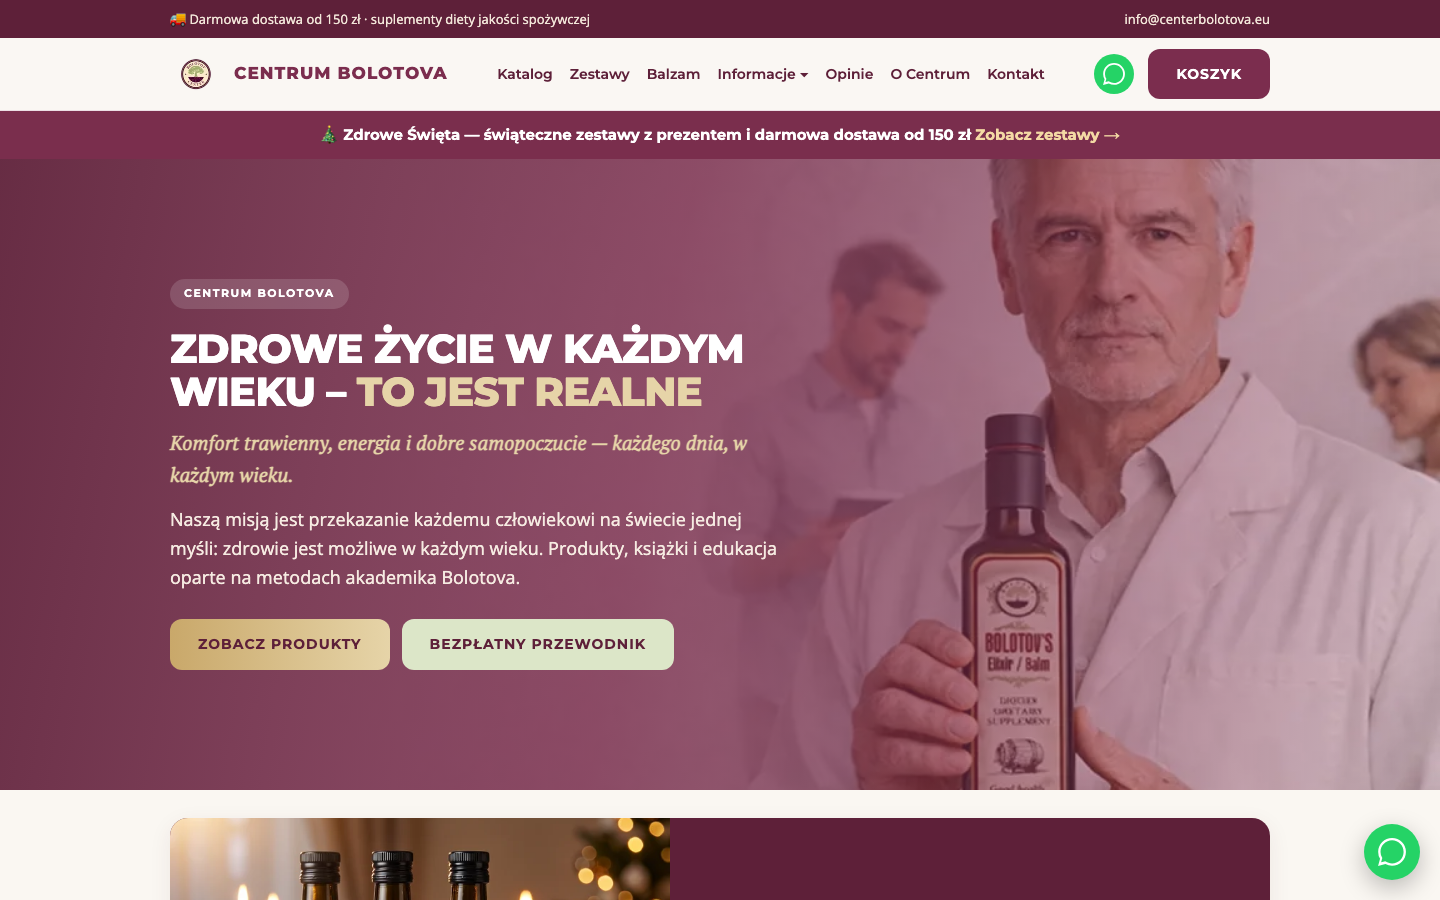 🚚 Darmowa dostawa od 150 zł · suplementy diety jakości spożywczej
info@centerbolotova.eu
CENTRUM BOLOTOVA
Katalog Zestawy Balzam Informacje Opinie O Centrum Kontakt
KOSZYK
🎄 Zdrowe Święta — świąteczne zestawy z prezentem i darmowa dostawa od 150 zł Zobacz zestawy →
CENTRUM BOLOTOVA
ZDROWE ŻYCIE W KAŻDYM
WIEKU – TO JEST REALNE
Komfort trawienny, energia i dobre samopoczucie — każdego dnia, w
każdym wieku.
Naszą misją jest przekazanie każdemu człowiekowi na świecie jednej
myśli: zdrowie jest możliwe w każdym wieku. Produkty, książki i edukacja
oparte na metodach akademika Bolotova.
ZOBACZ PRODUKTY
BEZPŁATNY PRZEWODNIK
BOLOTOV'S
Elixir / Balm
SUPPLEMENT